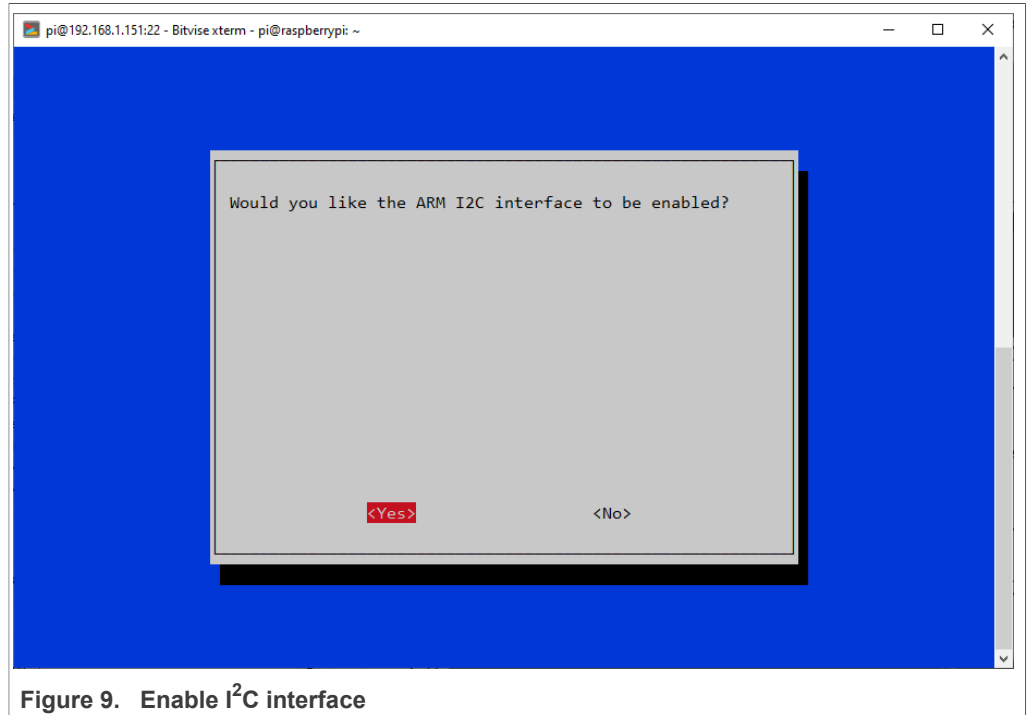 pi@192.168.1.151:22 - Bitvise xterm - pi@raspberrypi: ~
Would you like the ARM I2C interface to be enabled?
<Yes> <No>
Figure 9. Enable I²C interface